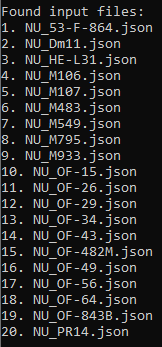 Found input files:
1. NU_53-F-864.json
2. NU_Dm11.json
3. NU_HE-L31.json
4. NU_M106.json
5. NU_M107.json
6. NU_M483.json
7. NU_M549.json
8. NU_M795.json
9. NU_M933.json
10. NU_OF-15.json
11. NU_OF-26.json
12. NU_OF-29.json
13. NU_OF-34.json
14. NU_OF-43.json
15. NU_OF-482M.json
16. NU_OF-49.json
17. NU_OF-56.json
18. NU_OF-64.json
19. NU_OF-843B.json
20. NU_PR14.json